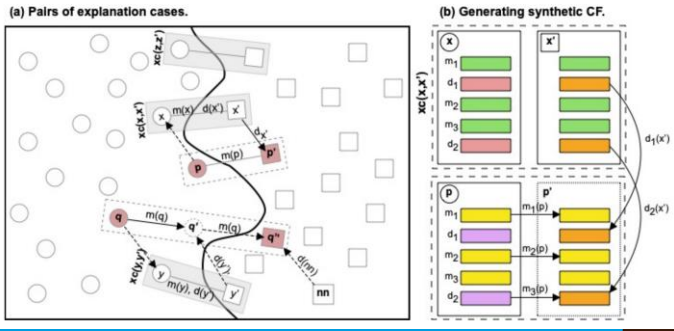 (a) Pairs of explanation cases.
xc(z,z')
xc(x,x')
x
m(x)
d(x')
x'
dx'
p
m(p)
p'
q
m(q)
q'
m(q)
q"
xc(y,y')
y
m(y), d(y')
y'
d(y')
d(nn)
nn
(b) Generating synthetic CF.
xc(x,x')
x
x'
m1
d1
m2
m3
d2
d1(x')
d2(x')
p
p'
m1
m1(p)
d1
m2
m2(p)
m3
d2
m3(p)